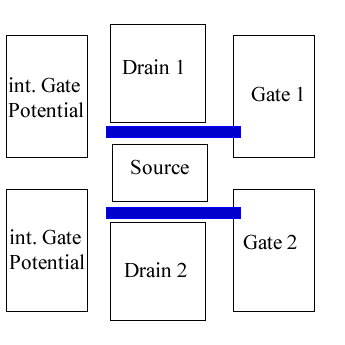 Drain 1
int. Gate
Potential
Gate 1
Source
int. Gate
Potential
Gate 2
Drain 2